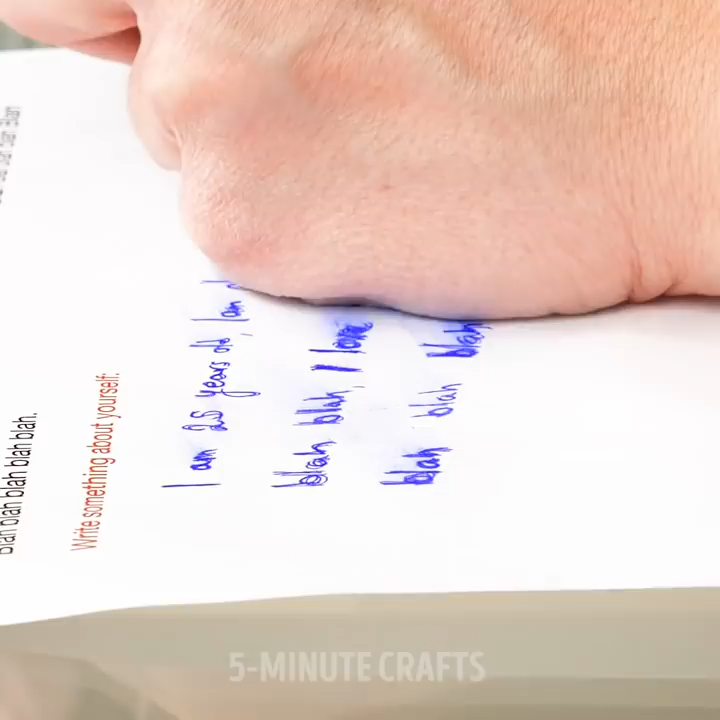 blah blah blah blah.
Write something about yourself:
I am 25 years old, I am
blah blah, I love
blah blah blah
5-MINUTE CRAFTS